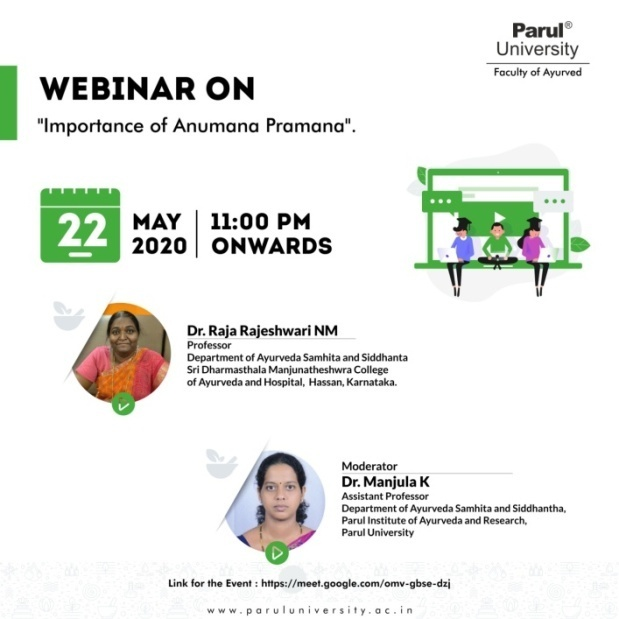 Parul®
University
Faculty of Ayurved
WEBINAR ON
"Importance of Anumana Pramana".
22
MAY
2020
11:00 PM
ONWARDS
Dr. Raja Rajeshwari NM
Professor
Department of Ayurveda Samhita and Siddhanta
Sri Dharmasthala Manjunatheshwra College
of Ayurveda and Hospital, Hassan, Karnataka.
Moderator
Dr. Manjula K
Assistant Professor
Department of Ayurveda Samhita and Siddhantha,
Parul Institute of Ayurveda and Research,
Parul University
Link for the Event : https://meet.google.com/omv-gbse-dzj
www.paruluniversity.ac.in